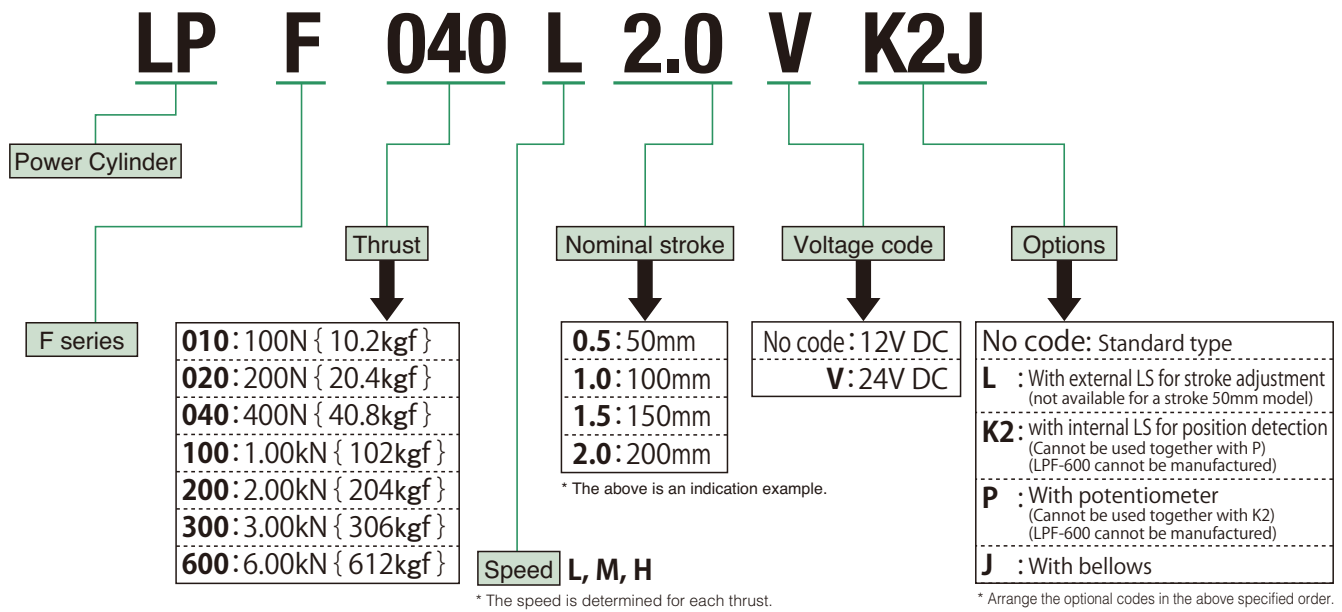 LP F 040 L 2.0 V K2J
Power Cylinder
F series
Thrust
010:100N { 10.2kgf }
020:200N { 20.4kgf }
040:400N { 40.8kgf }
100:1.00kN { 102kgf }
200:2.00kN { 204kgf }
300:3.00kN { 306kgf }
600:6.00kN { 612kgf }
Speed L, M, H
* The speed is determined for each thrust.
Nominal stroke
0.5:50mm
1.0:100mm
1.5:150mm
2.0:200mm
* The above is an indication example.
Voltage code
No code:12V DC
V:24V DC
Options
No code: Standard type
L : With external LS for stroke adjustment
(not available for a stroke 50mm model)
K2: with internal LS for position detection
(Cannot be used together with P)
(LPF-600 cannot be manufactured)
P : With potentiometer
(Cannot be used together with K2)
(LPF-600 cannot be manufactured)
J : With bellows
* Arrange the optional codes in the above specified order.